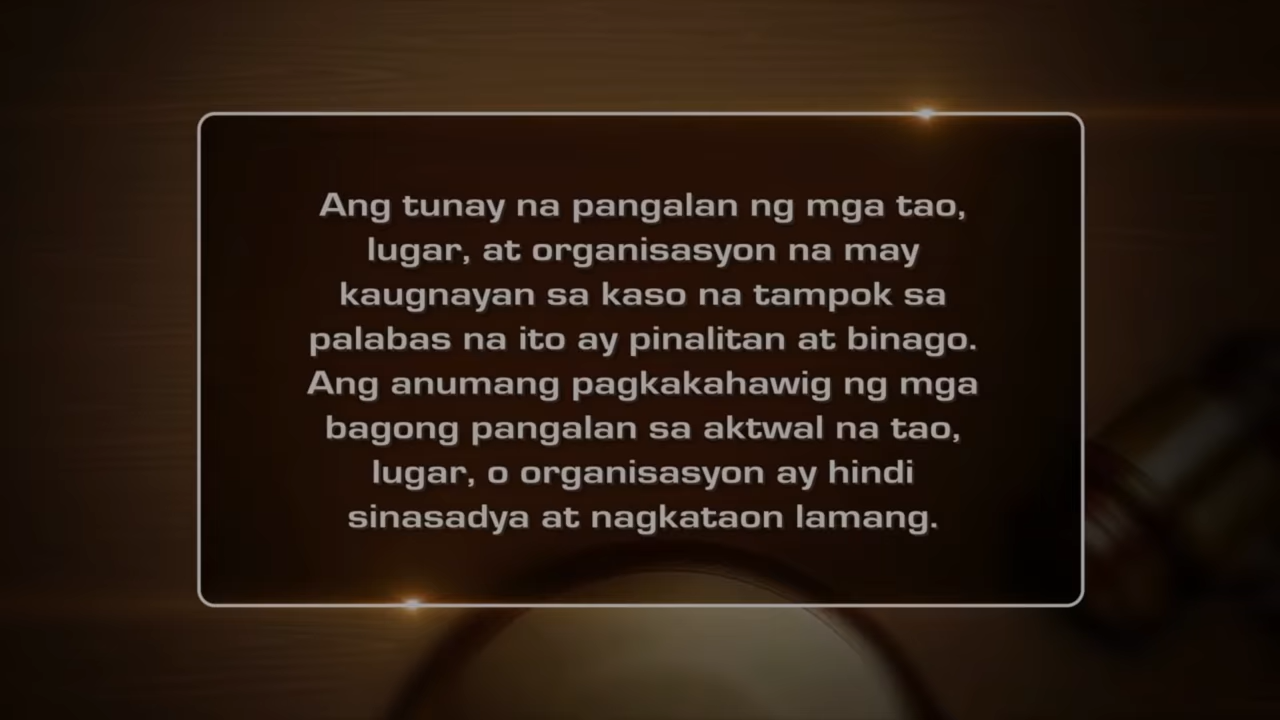 Ang tunay na pangalan ng mga tao,
lugar, at organisasyon na may
kaugnayan sa kaso na tampok sa
palabas na ito ay pinalitan at binago.
Ang anumang pagkakahawig ng mga
bagong pangalan sa aktwal na tao,
lugar, o organisasyon ay hindi
sinasadya at nagkataon lamang.